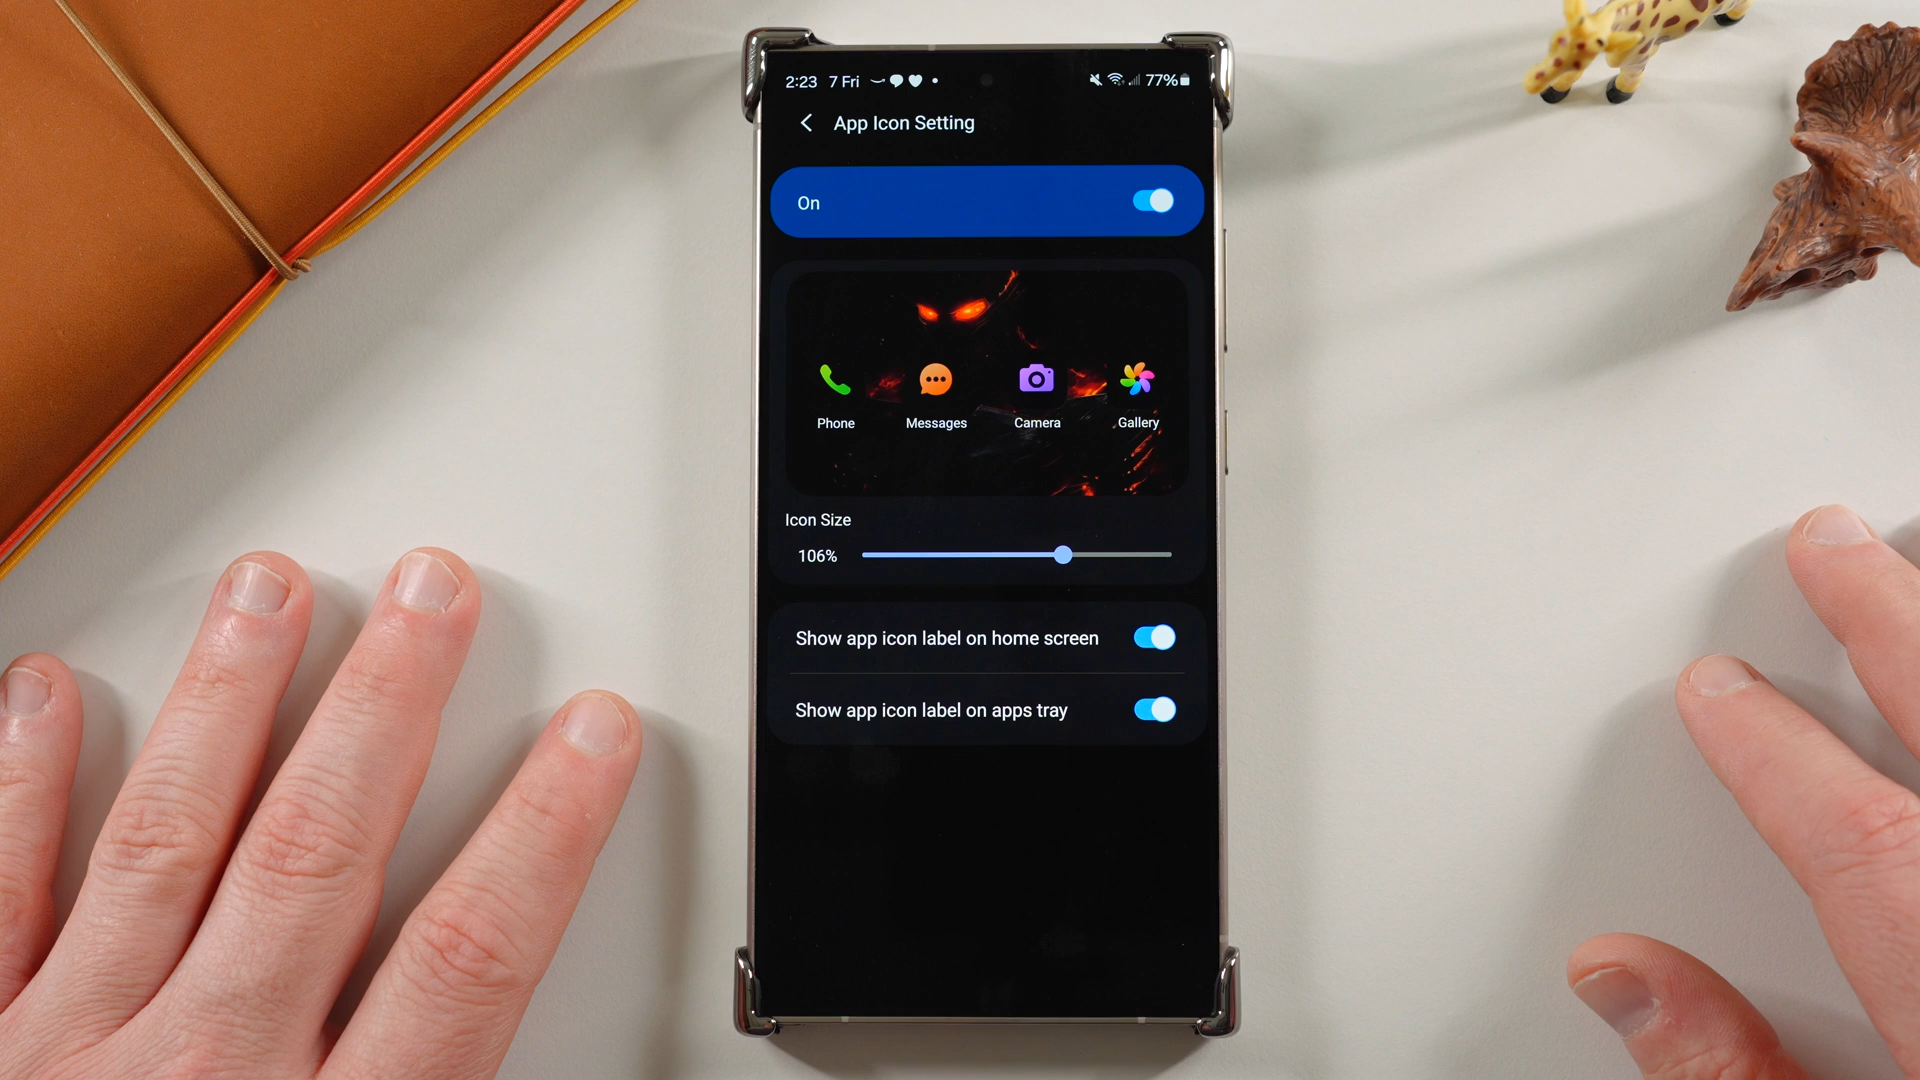 2:23 7 Fri 77%
App Icon Setting
On
Phone Messages Camera Gallery
Icon Size
106%
Show app icon label on home screen
Show app icon label on apps tray